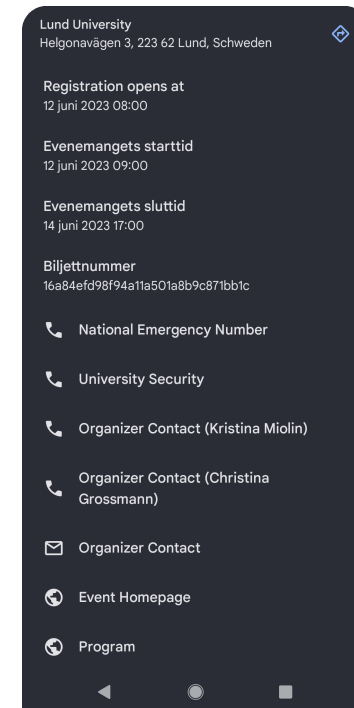 Lund University
Helgonavägen 3, 223 62 Lund, Schweden
Registration opens at
12 juni 2023 08:00
Evenemangets starttid
12 juni 2023 09:00
Evenemangets sluttid
14 juni 2023 17:00
Biljettnummer
16a84efd98f94a11a501a8b9c871bb1c
National Emergency Number
University Security
Organizer Contact (Kristina Miolin)
Organizer Contact (Christina
Grossmann)
Organizer Contact
Event Homepage
Program